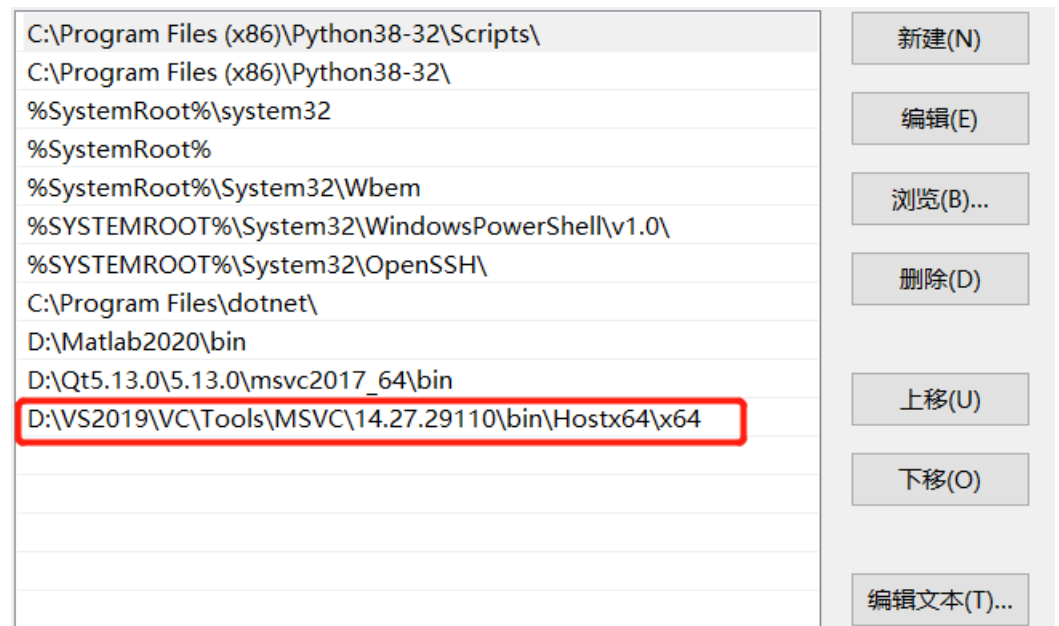 C:\Program Files (x86)\Python38-32\Scripts\
C:\Program Files (x86)\Python38-32\
%SystemRoot%\system32
%SystemRoot%
%SystemRoot%\System32\Wbem
%SYSTEMROOT%\System32\WindowsPowerShell\v1.0\
%SYSTEMROOT%\System32\OpenSSH\
C:\Program Files\dotnet\
D:\Matlab2020\bin
D:\Qt5.13.0\5.13.0\msvc2017_64\bin
D:\VS2019\VC\Tools\MSVC\14.27.29110\bin\Hostx64\x64
新建(N)
编辑(E)
浏览(B)...
删除(D)
上移(U)
下移(O)
编辑文本(T)...